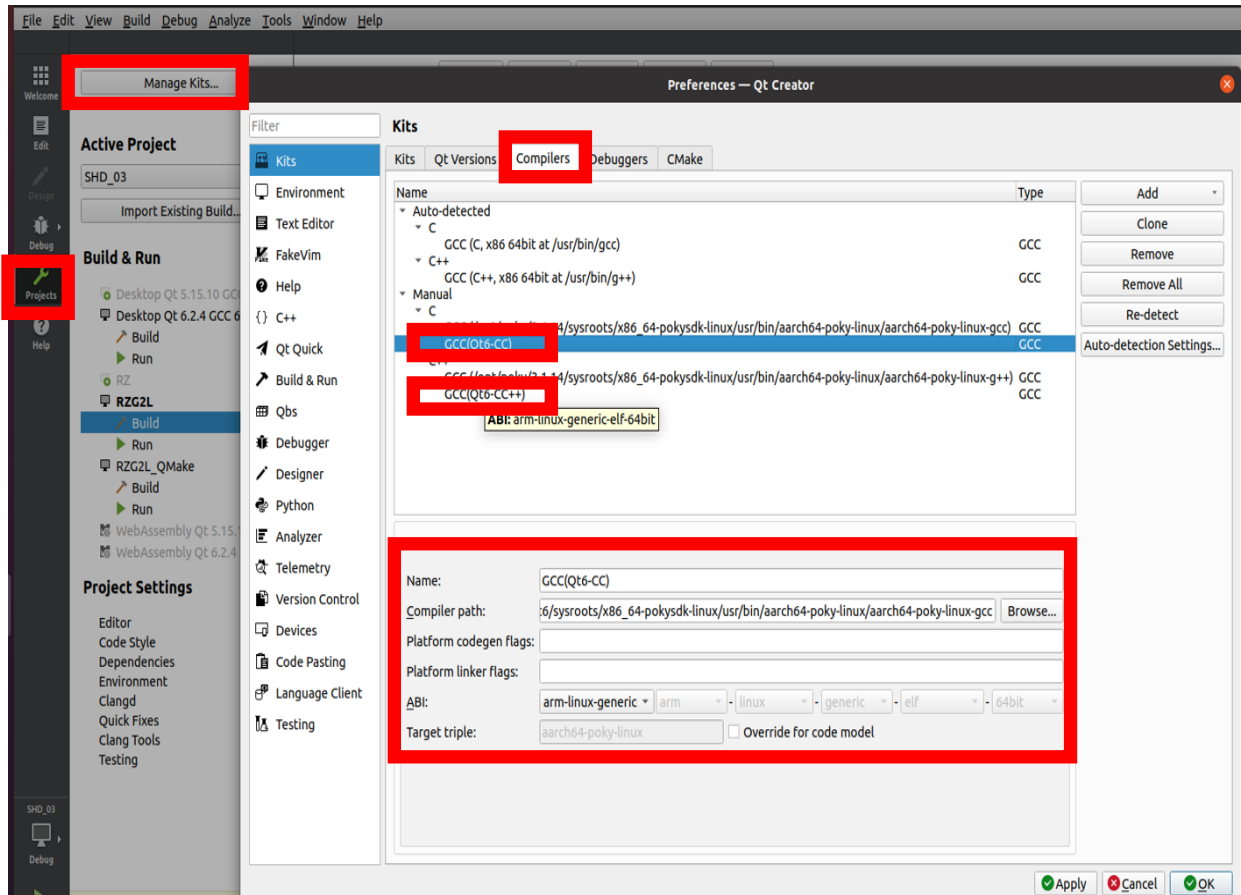 File Edit View Build Debug Analyze Tools Window Help
Manage Kits...
Preferences — Qt Creator
Welcome
Edit
Design
Debug
Projects
Help
Active Project
SHD_03
Import Existing Build...
Build & Run
Desktop Qt 5.15.10 GCC
Desktop Qt 6.2.4 GCC 6
Build
Run
RZ
RZG2L
Build
Run
RZG2L_QMake
Build
Run
WebAssembly Qt 5.15.1
WebAssembly Qt 6.2.4
Project Settings
Editor
Code Style
Dependencies
Environment
Clangd
Quick Fixes
Clang Tools
Testing
SHD_03
Debug
Filter
Kits
Environment
Text Editor
FakeVim
Help
{} C++
Qt Quick
Build & Run
Qbs
Debugger
Designer
Python
Analyzer
Telemetry
Version Control
Devices
Code Pasting
Language Client
Testing
Kits
Kits Qt Versions Compilers Debuggers CMake
Name Type
Auto-detected
C
GCC (C, x86 64bit at /usr/bin/gcc) GCC
C++
GCC (C++, x86 64bit at /usr/bin/g++) GCC
Manual
C
/sysroots/x86_64-pokysdk-linux/usr/bin/aarch64-poky-linux/aarch64-poky-linux-gcc) GCC
GCC(Qt6-CC) GCC
C++
/sysroots/x86_64-pokysdk-linux/usr/bin/aarch64-poky-linux/aarch64-poky-linux-g++) GCC
GCC(Qt6-CC++) GCC
ABI: arm-linux-generic-elf-64bit
Add
Clone
Remove
Remove All
Re-detect
Auto-detection Settings...
Name: GCC(Qt6-CC)
Compiler path: :6/sysroots/x86_64-pokysdk-linux/usr/bin/aarch64-poky-linux/aarch64-poky-linux-gcc Browse...
Platform codegen flags:
Platform linker flags:
ABI: arm-linux-generic arm - linux - generic - elf - 64bit
Target triple: aarch64-poky-linux Override for code model
Apply Cancel OK